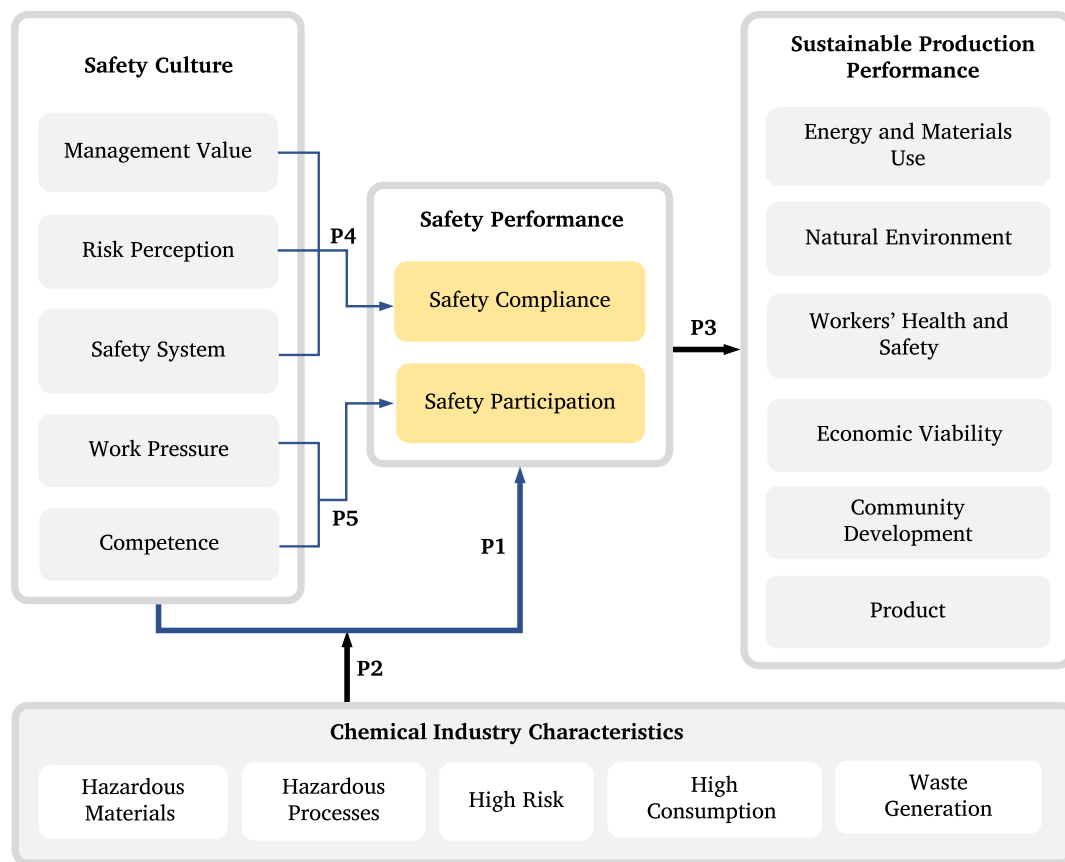 Safety Culture
Management Value
Risk Perception
Safety System
Work Pressure
Competence
P4
P5
Safety Performance
Safety Compliance
Safety Participation
P1
P2
P3
Sustainable Production
Performance
Energy and Materials
Use
Natural Environment
Workers’ Health and
Safety
Economic Viability
Community
Development
Product
Chemical Industry Characteristics
Hazardous
Materials
Hazardous
Processes
High Risk
High
Consumption
Waste
Generation